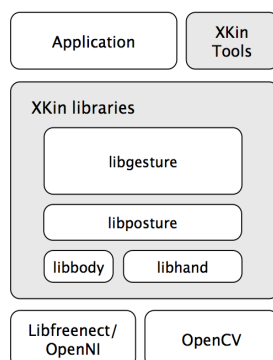 Application
XKin
Tools
XKin libraries
libgesture
libposture
libbody
libhand
Libfreenect/
OpenNI
OpenCV